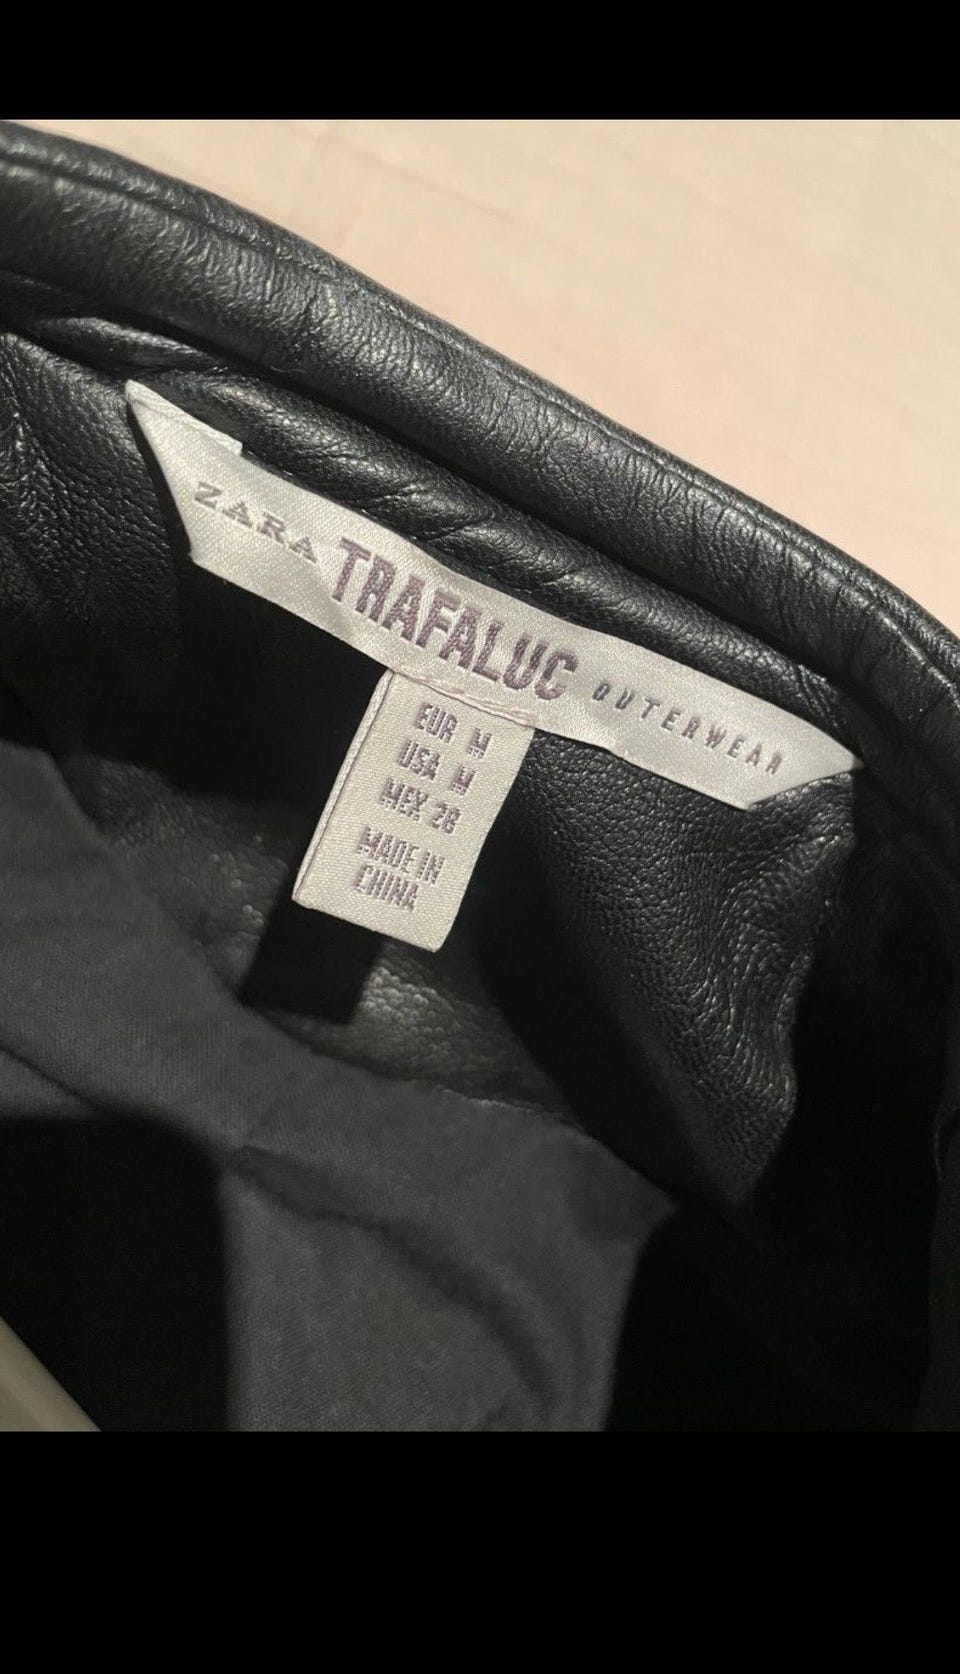 ZARA TRAFALUC OUTERWEAR
EUR M
USA M
MEX 28
MADE IN
CHINA